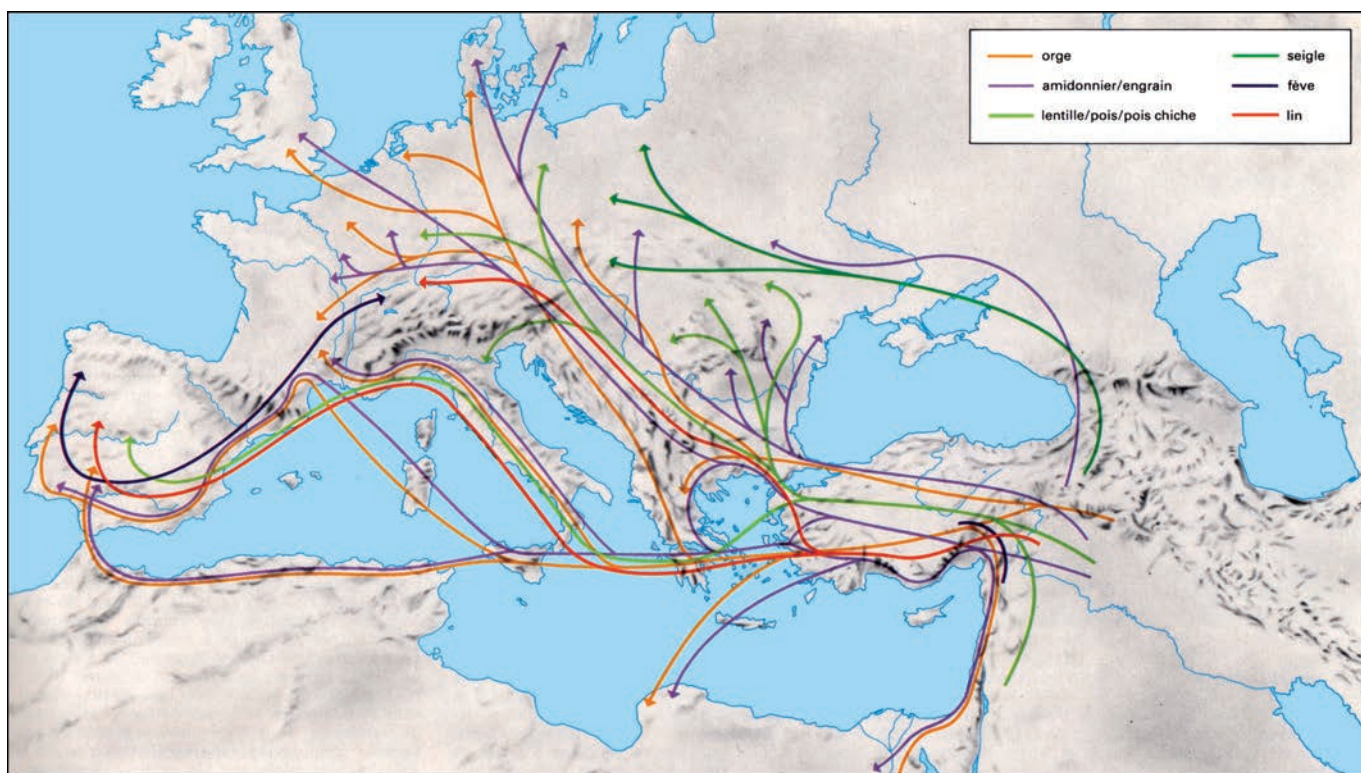 orge
amidonnier/engrain
lentille/pois/pois chiche
seigle
fève
lin